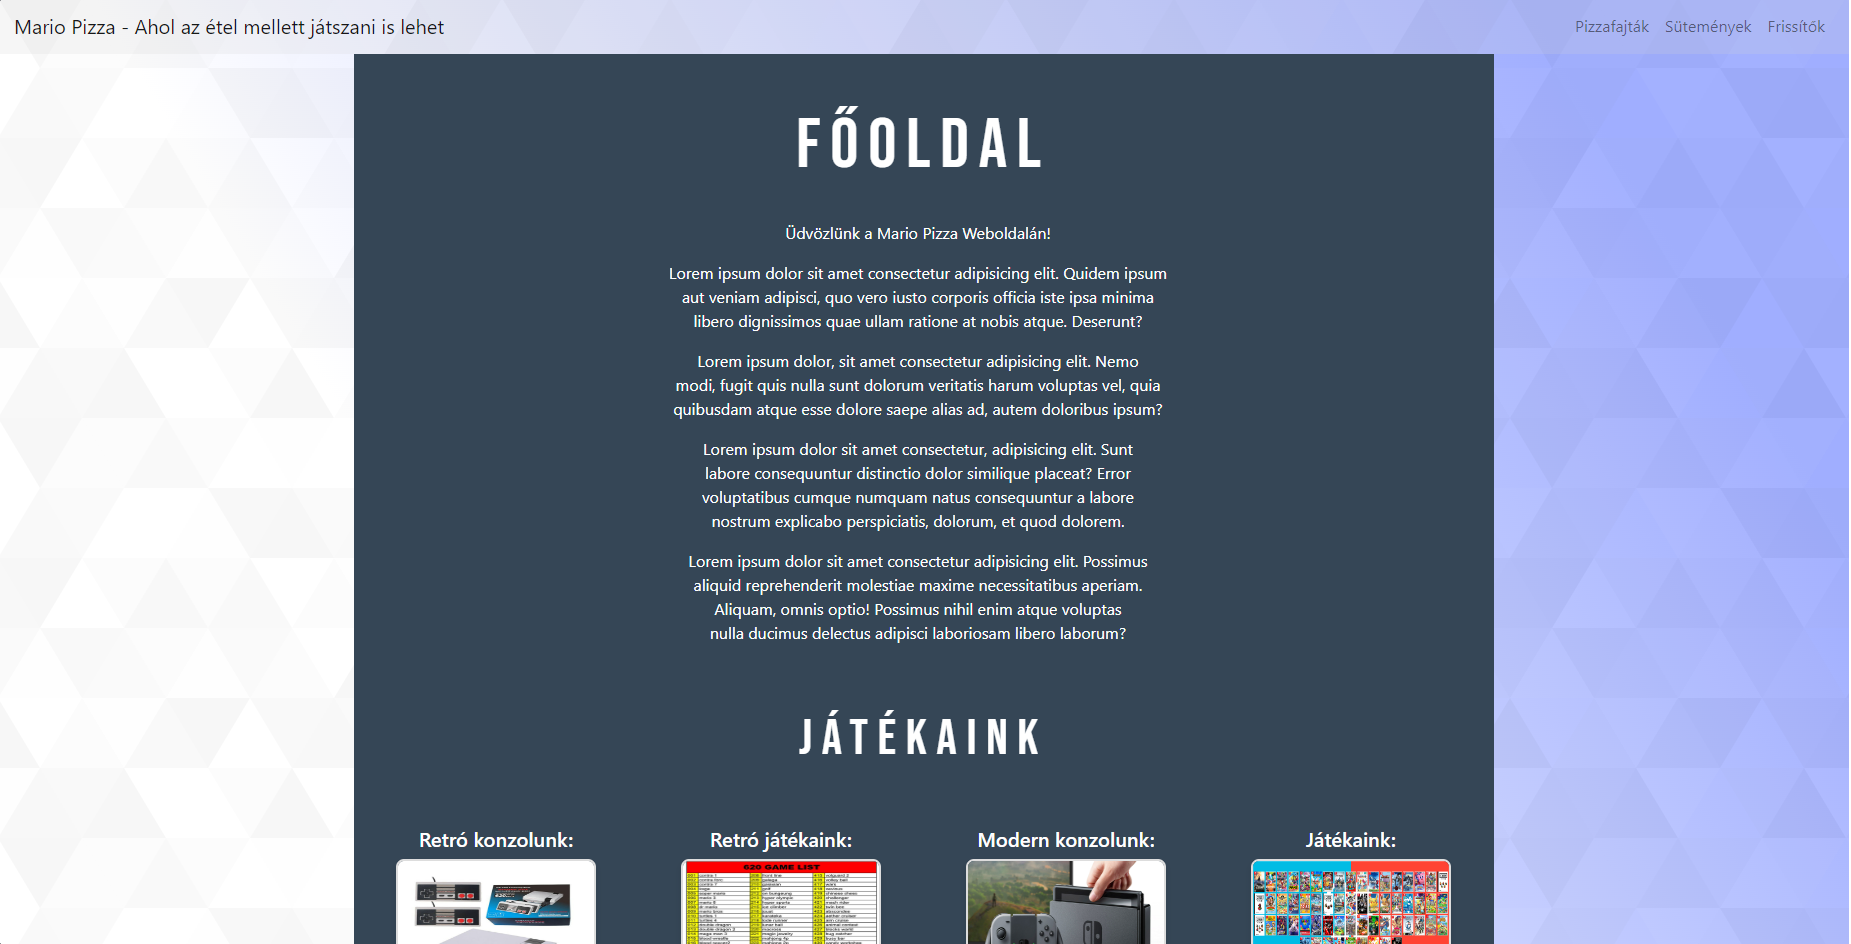 Mario Pizza - Ahol az étel mellett játszani is lehet
Pizzafajták Sütemények Frissítők
FŐOLDAL
Üdvözlünk a Mario Pizza Weboldalán!
Lorem ipsum dolor sit amet consectetur adipisicing elit. Quidem ipsum
aut veniam adipisci, quo vero iusto corporis officia iste ipsa minima
libero dignissimos quae ullam ratione at nobis atque. Deserunt?
Lorem ipsum dolor, sit amet consectetur adipisicing elit. Nemo
modi, fugit quis nulla sunt dolorum veritatis harum voluptas vel, quia
quibusdam atque esse dolore saepe alias ad, autem doloribus ipsum?
Lorem ipsum dolor sit amet consectetur, adipisicing elit. Sunt
labore consequuntur distinctio dolor similique placeat? Error
voluptatibus cumque numquam natus consequuntur a labore
nostrum explicabo perspiciatis, dolorum, et quod dolorem.
Lorem ipsum dolor sit amet consectetur adipisicing elit. Possimus
aliquid reprehenderit molestiae maxime necessitatibus aperiam.
Aliquam, omnis optio! Possimus nihil enim atque voluptas
nulla ducimus delectus adipisci laboriosam libero laborum?
JÁTÉKAINK
Retró konzolunk:
Retró játékaink:
Modern konzolunk:
Játékaink:
620 GAME LIST